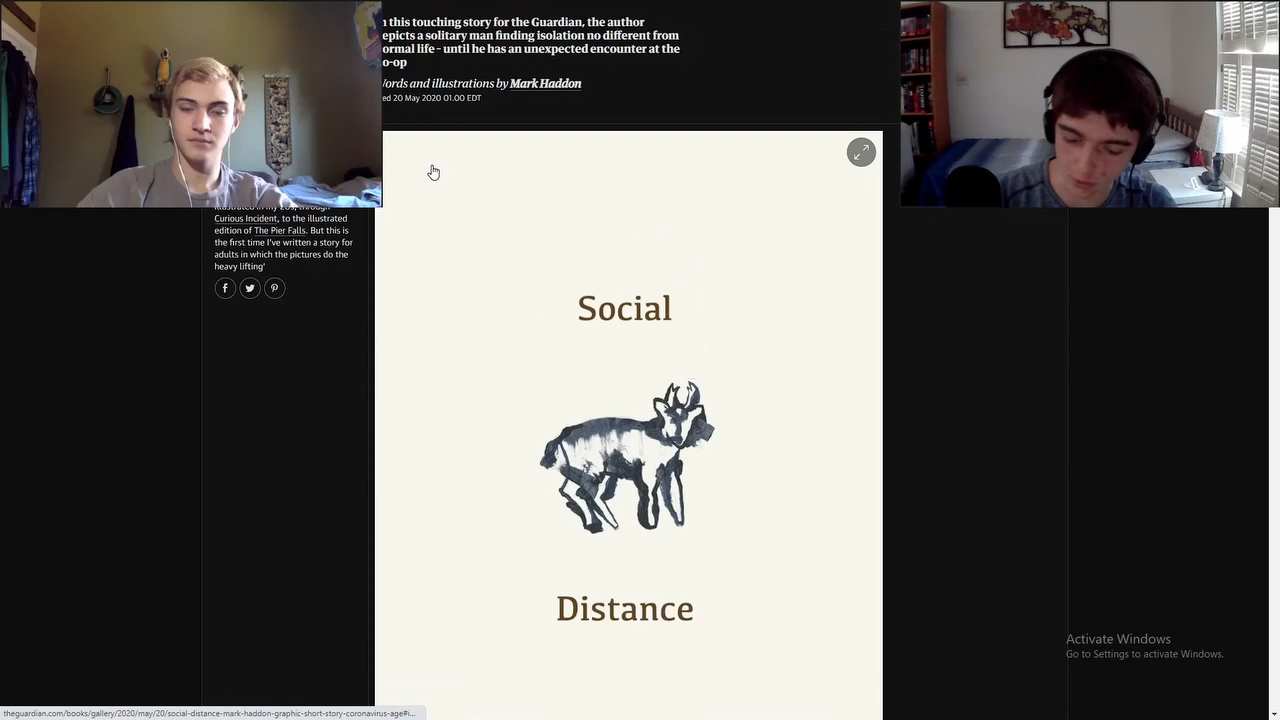 n this touching story for the Guardian, the author
epicts a solitary man finding isolation no different from
ormal life – until he has an unexpected encounter at the
o-op
Words and illustrations by Mark Haddon
ed 20 May 2020 01.00 EDT
Curious Incident, to the illustrated
edition of The Pier Falls. But this is
the first time I've written a story for
adults in which the pictures do the
heavy lifting'
Social
Distance
Activate Windows
Go to Settings to activate Windows.
theguardian.com/books/gallery/2020/may/20/social-distance-mark-haddon-graphic-short-story-coronavirus-age#i...